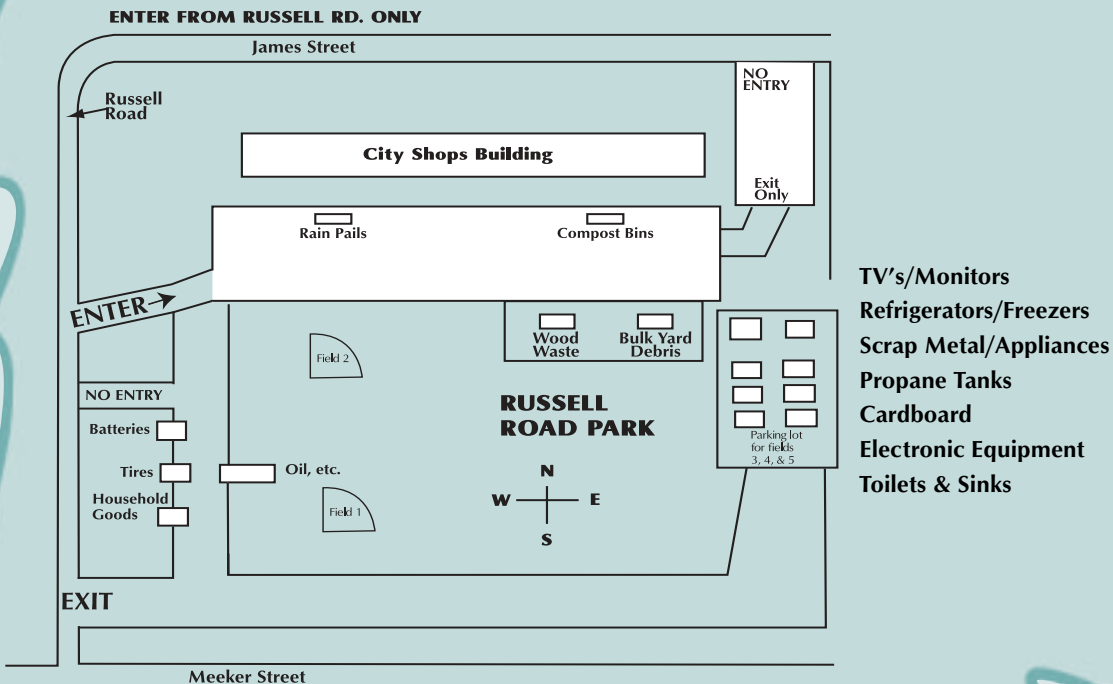 ENTER FROM RUSSELL RD. ONLY
James Street
NO
ENTRY
Russell
Road
City Shops Building
Exit
Only
Rain Pails
Compost Bins
TV's/Monitors
Refrigerators/Freezers
Scrap Metal/Appliances
Propane Tanks
Cardboard
Electronic Equipment
Toilets & Sinks
ENTER
Wood
Waste
Bulk Yard
Debris
Field 2
NO ENTRY
RUSSELL
ROAD PARK
Batteries
Parking lot
for fields
3, 4, & 5
Tires
Oil, etc.
Household
Goods
Field 1
N
W
E
S
EXIT
Meeker Street